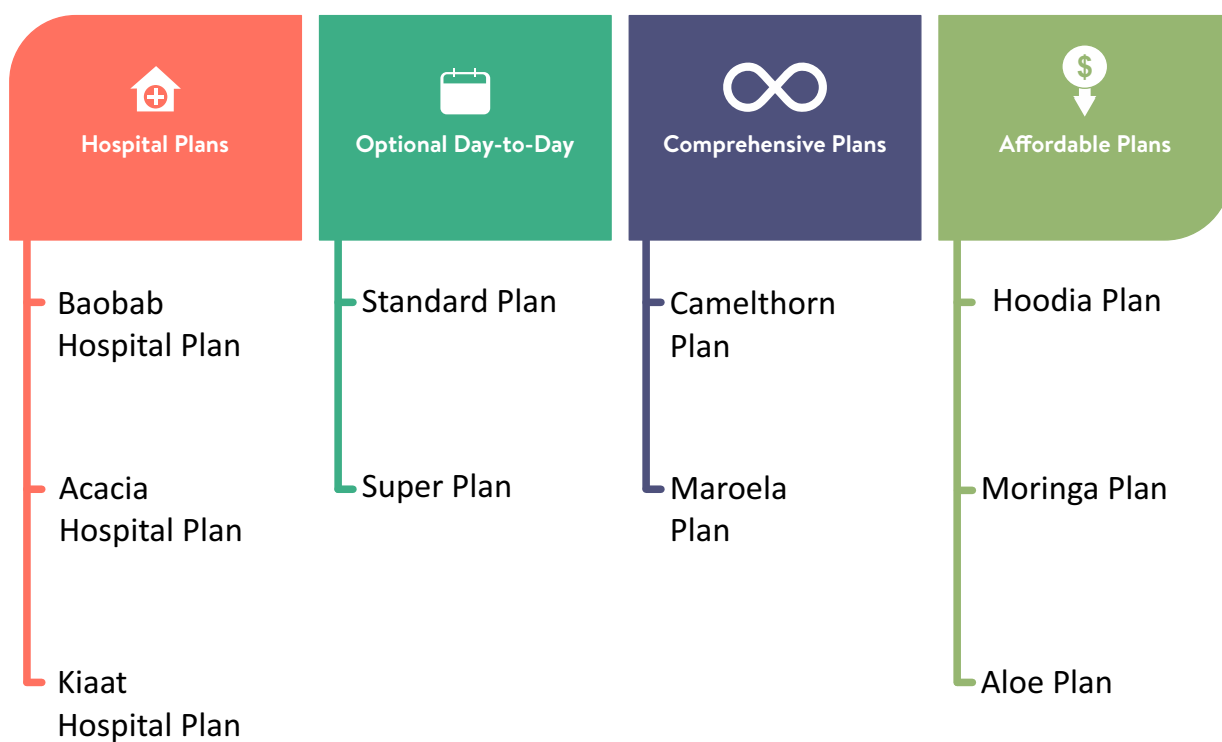 Hospital Plans
Baobab
Hospital Plan
Acacia
Hospital Plan
Kiaat
Hospital Plan
Optional Day-to-Day
Standard Plan
Super Plan
Comprehensive Plans
Camelthorn
Plan
Maroela
Plan
$
Affordable Plans
Hoodia Plan
Moringa Plan
Aloe Plan